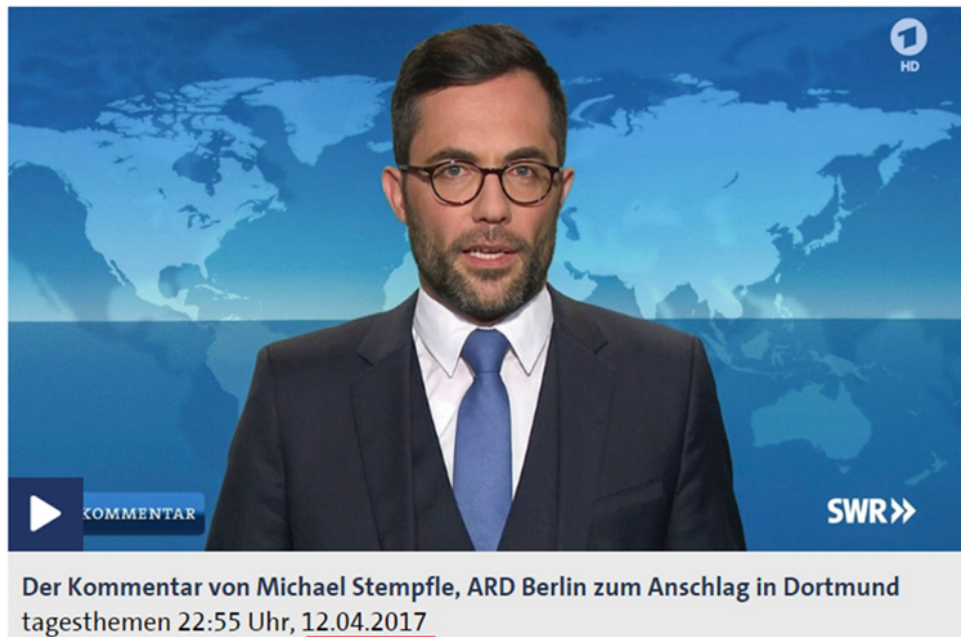 1
HD
KOMMENTAR
SWR»
Der Kommentar von Michael Stempfle, ARD Berlin zum Anschlag in Dortmund
tagesthemen 22:55 Uhr, 12.04.2017